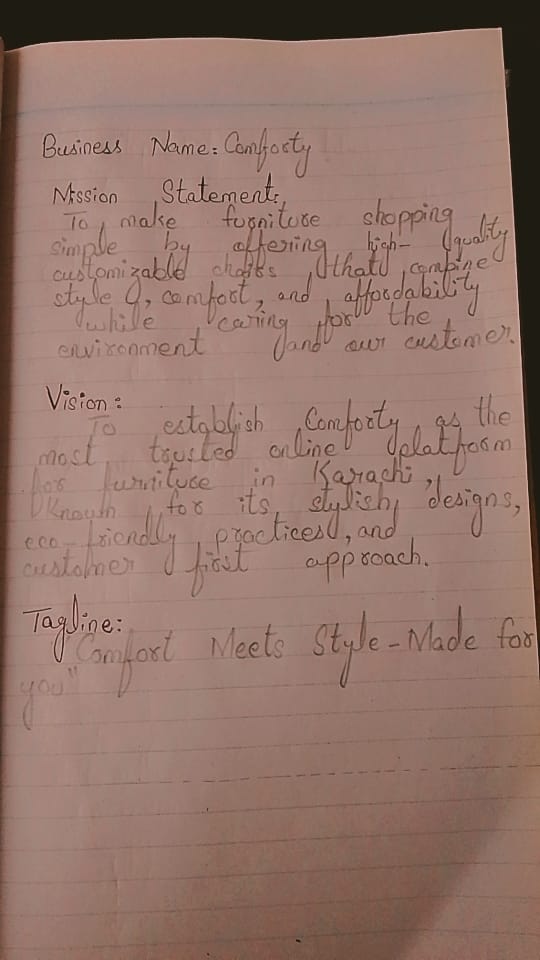 Business Name: Comforty
Mission Statement:
To make furniture shopping
simple by offering high-quality
customizable chairs that combine
style, comfort, and affordability
while caring for the
environment and our customer.
Vision:
To establish Comforty as the
most trusted online platform
for furniture in Karachi,
Known for its stylish designs,
eco-friendly practices, and
customer first approach.
Tagline:
"Comfort Meets Style-Made for
you"